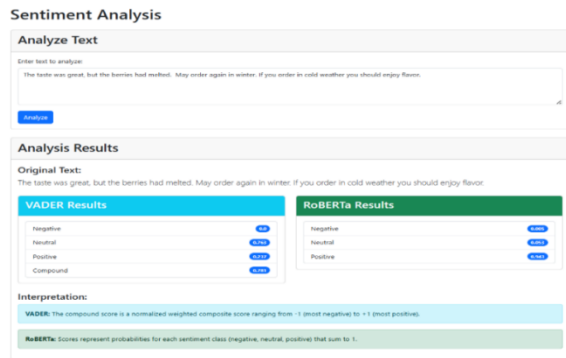 Sentiment Analysis
Analyze Text
Enter text to analyze:
The taste was great, but the berries had melted. May order again in winter. If you order in cold weather you should enjoy flavor.
Analyze
Analysis Results
Original Text:
The taste was great, but the berries had melted. May order again in winter. If you order in cold weather you should enjoy flavor.
VADER Results
Negative 0.0
Neutral
Positive
Compound
RoBERTa Results
Negative
Neutral
Positive
Interpretation:
VADER: The compound score is a normalized weighted composite score ranging from -1 (most negative) to +1 (most positive).
RoBERTa: Scores represent probabilities for each sentiment class (negative, neutral, positive) that sum to 1.